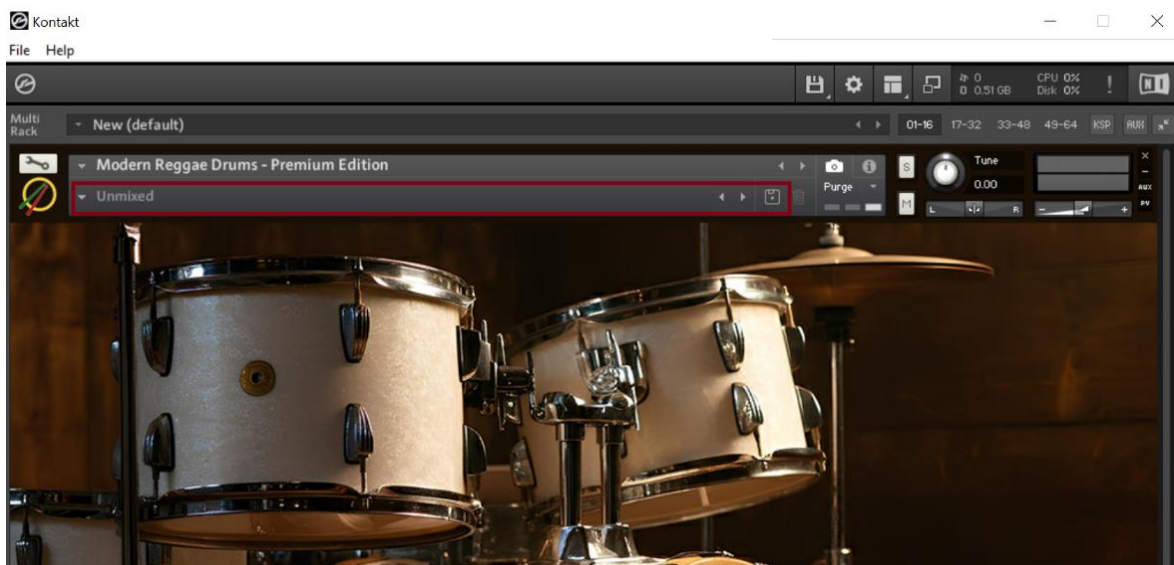 Kontakt
File Help
0 CPU 0%
0.51 GB Disk 0% ! NI
Multi
Rack New (default) 01-16 17-32 33-48 49-64 KSP AUX
Modern Reggae Drums - Premium Edition i S Tune
Unmixed Purge 0.00
M L R - +
×
-
AUX
PV